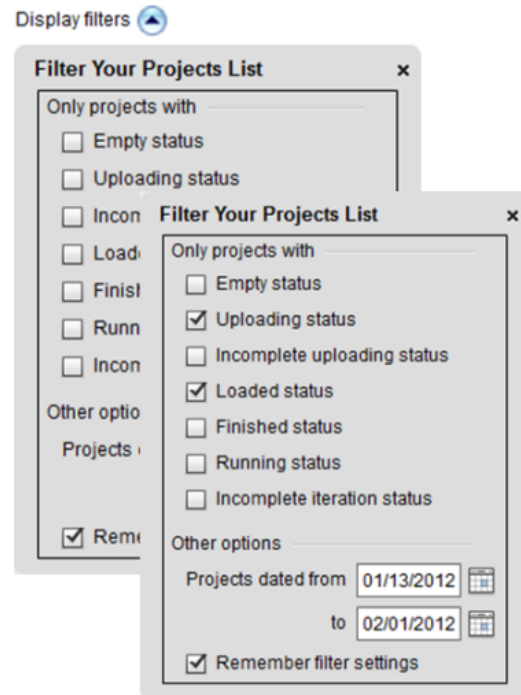 Display filters
Filter Your Projects List
Only projects with
Empty status
Uploading status
Other
Projects
Filter Your Projects List
Only projects with
Empty status
Uploading status
Incomplete uploading status
Loaded status
Finished status
Running status
Incomplete iteration status
Other options
Projects dated from 01/13/2012
to 02/01/2012
Remember filter settings